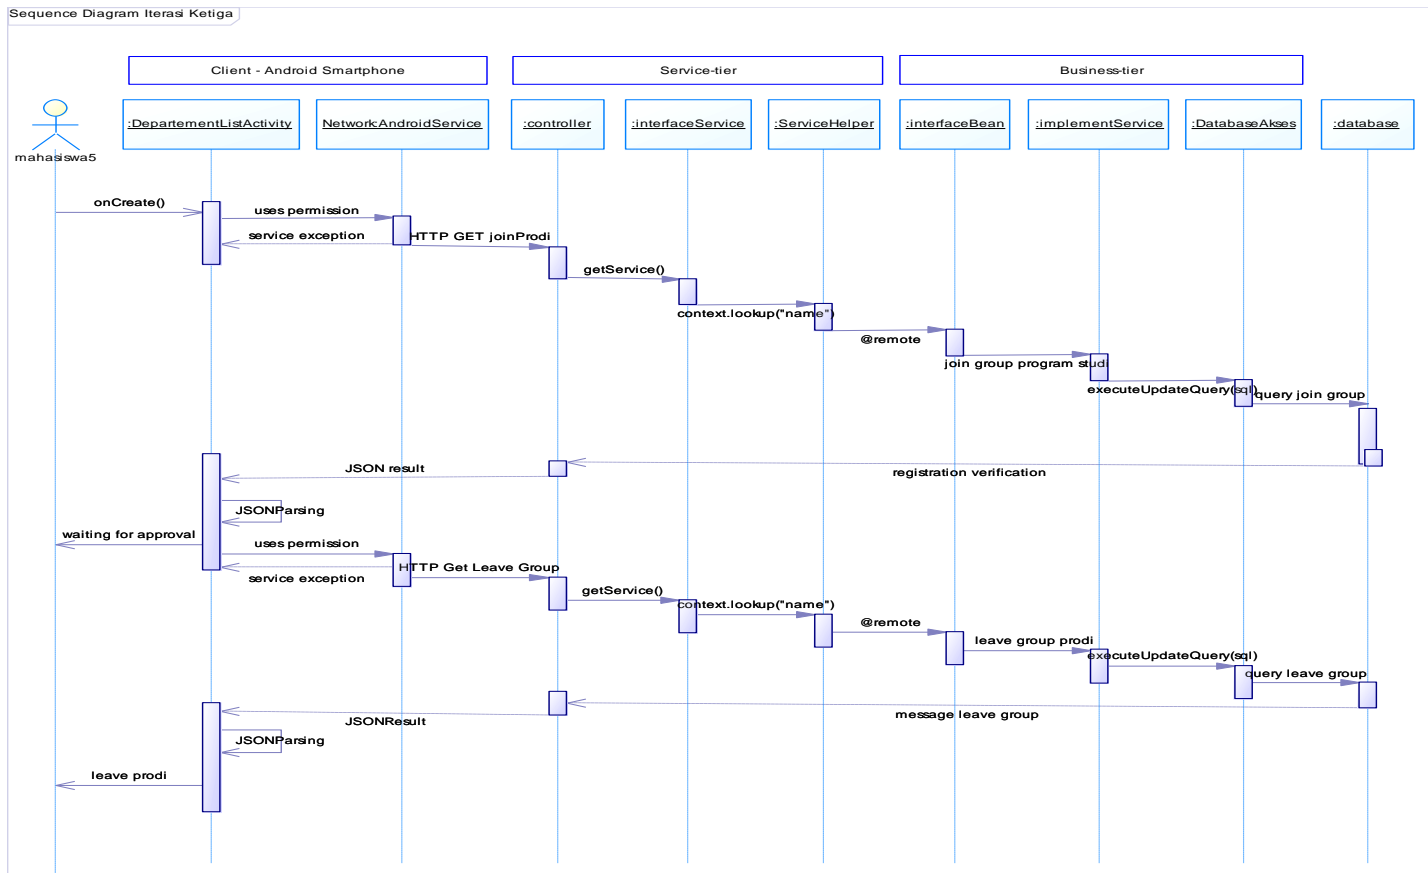 Sequence Diagram Iterasi Ketiga
Client - Android Smartphone
Service-tier
Business-tier
mahasiswa5
:DepartementListActivity
Network:AndroidService
:controller
:interfaceService
:ServiceHelper
:interfaceBean
:implementService
:DatabaseAkses
:database
onCreate()
uses permission
service exception
HTTP GET joinProdi
getService()
context.lookup("name")
@remote
join group program studi
executeUpdateQuery(sql)
query join group
registration verification
JSON result
JSONParsing
waiting for approval
uses permission
service exception
HTTP Get Leave Group
getService()
context.lookup("name")
@remote
leave group prodi
executeUpdateQuery(sql)
query leave group
message leave group
JSONResult
JSONParsing
leave prodi